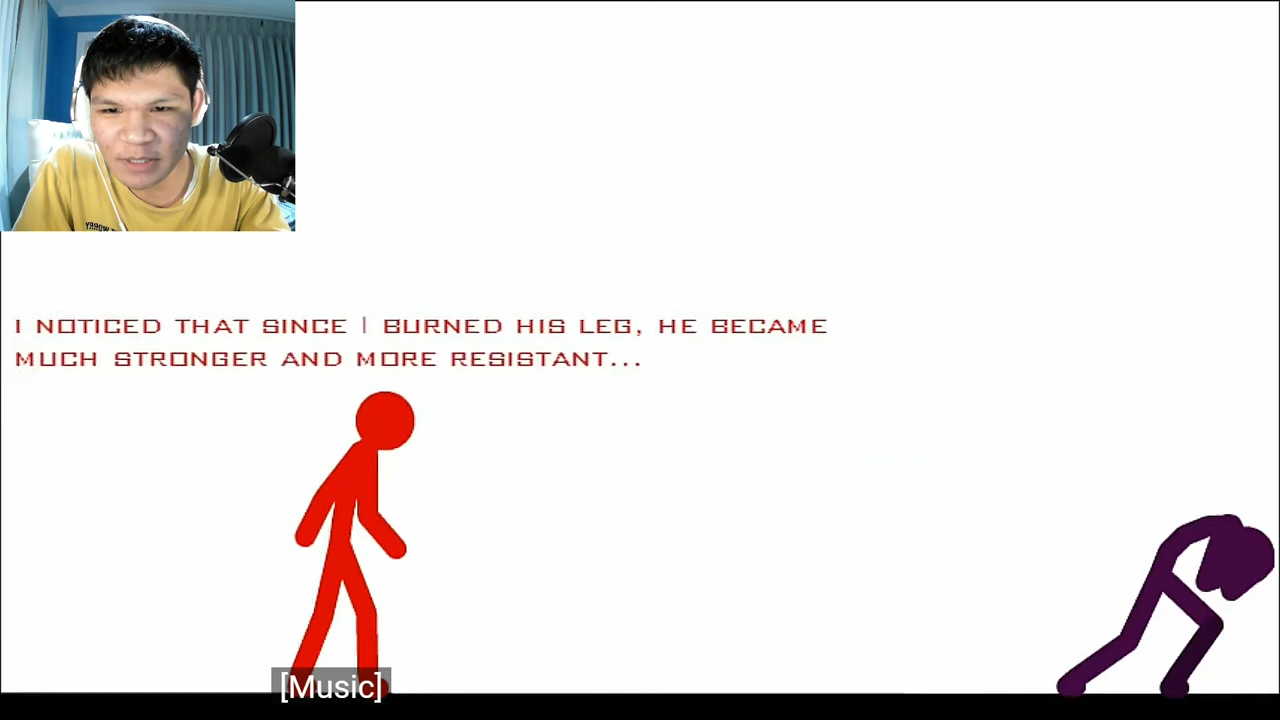 I NOTICED THAT SINCE I BURNED HIS LEG, HE BECAME
MUCH STRONGER AND MORE RESISTANT...
[Music]